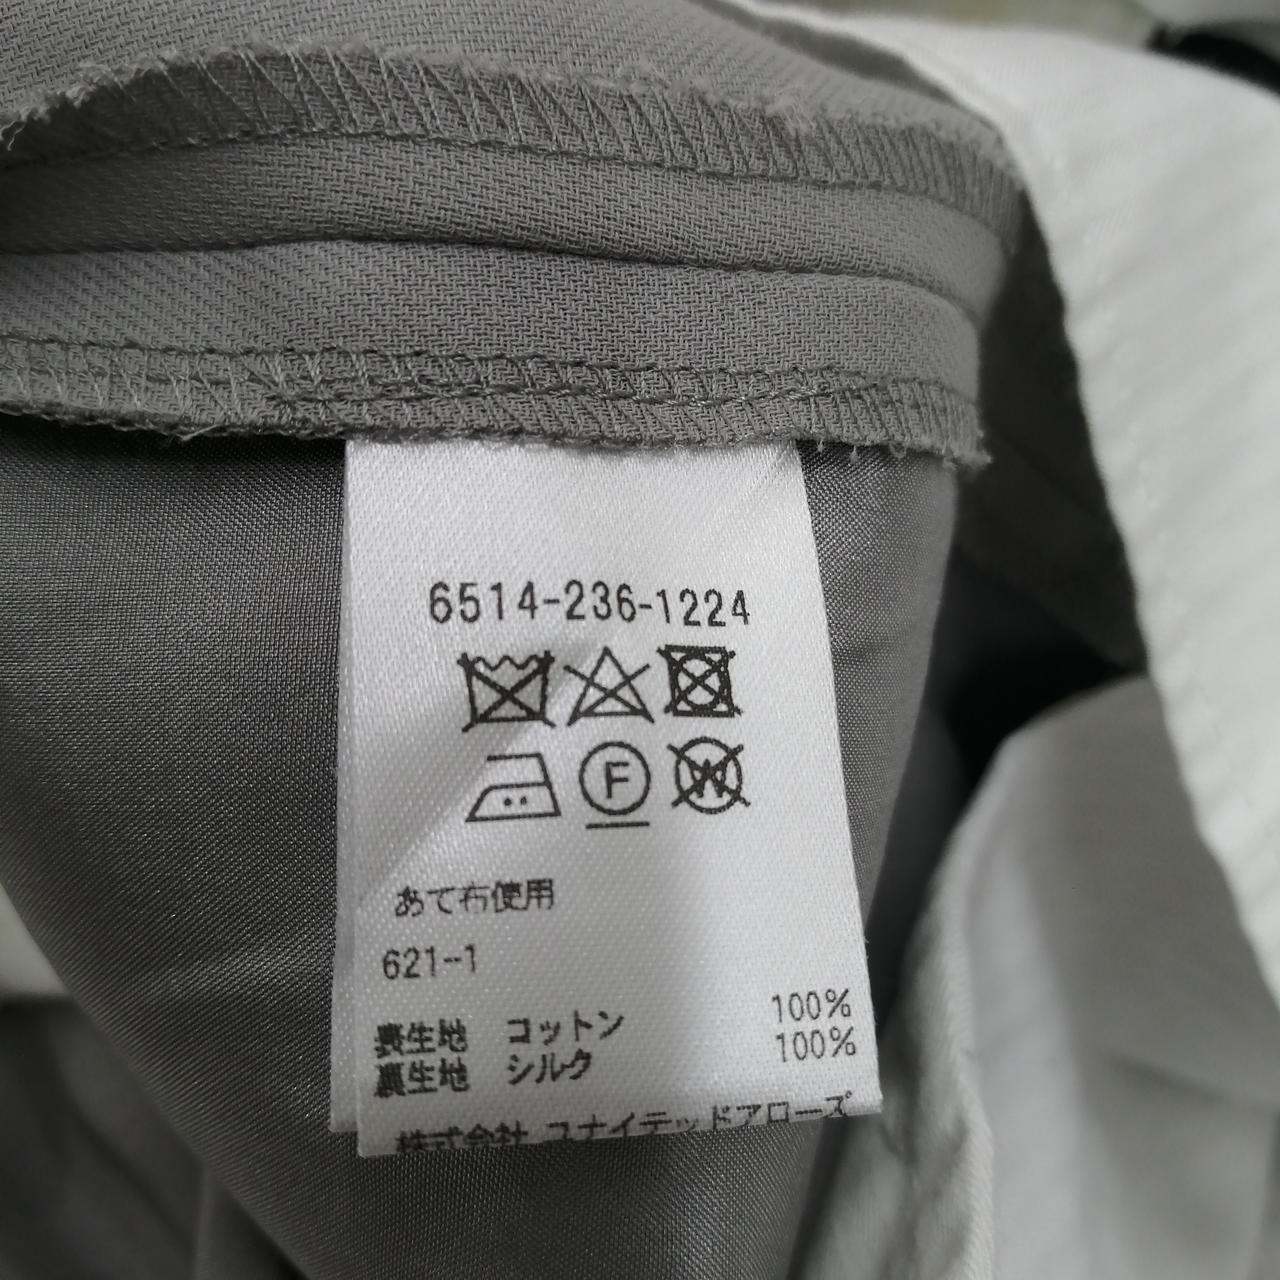 6514-236-1224
F
W
あて布使用
621-1
表生地 コットン 100%
裏生地 シルク 100%
株式会社 ユナイテッドアローズ